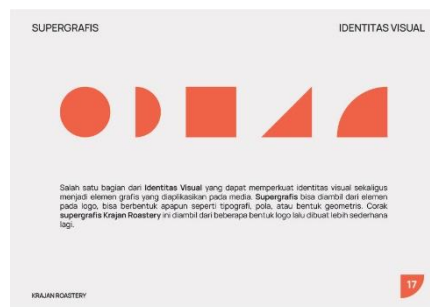 SUPERGRAFIS
IDENTITAS VISUAL
Salah satu bagian dari Identitas Visual yang dapat memperkuat identitas visual sekaligus
menjadi elemen grafis yang diaplikasikan pada media. Supergrafis bisa diambil dari elemen
pada logo, bisa berbentuk apapun seperti tipografi, pola, atau bentuk geometris. Corak
supergrafis Krajan Roastery ini diambil dari beberapa bentuk logo lalu dibuat lebih sederhana
lagi.
KRAJAN ROASTERY
17